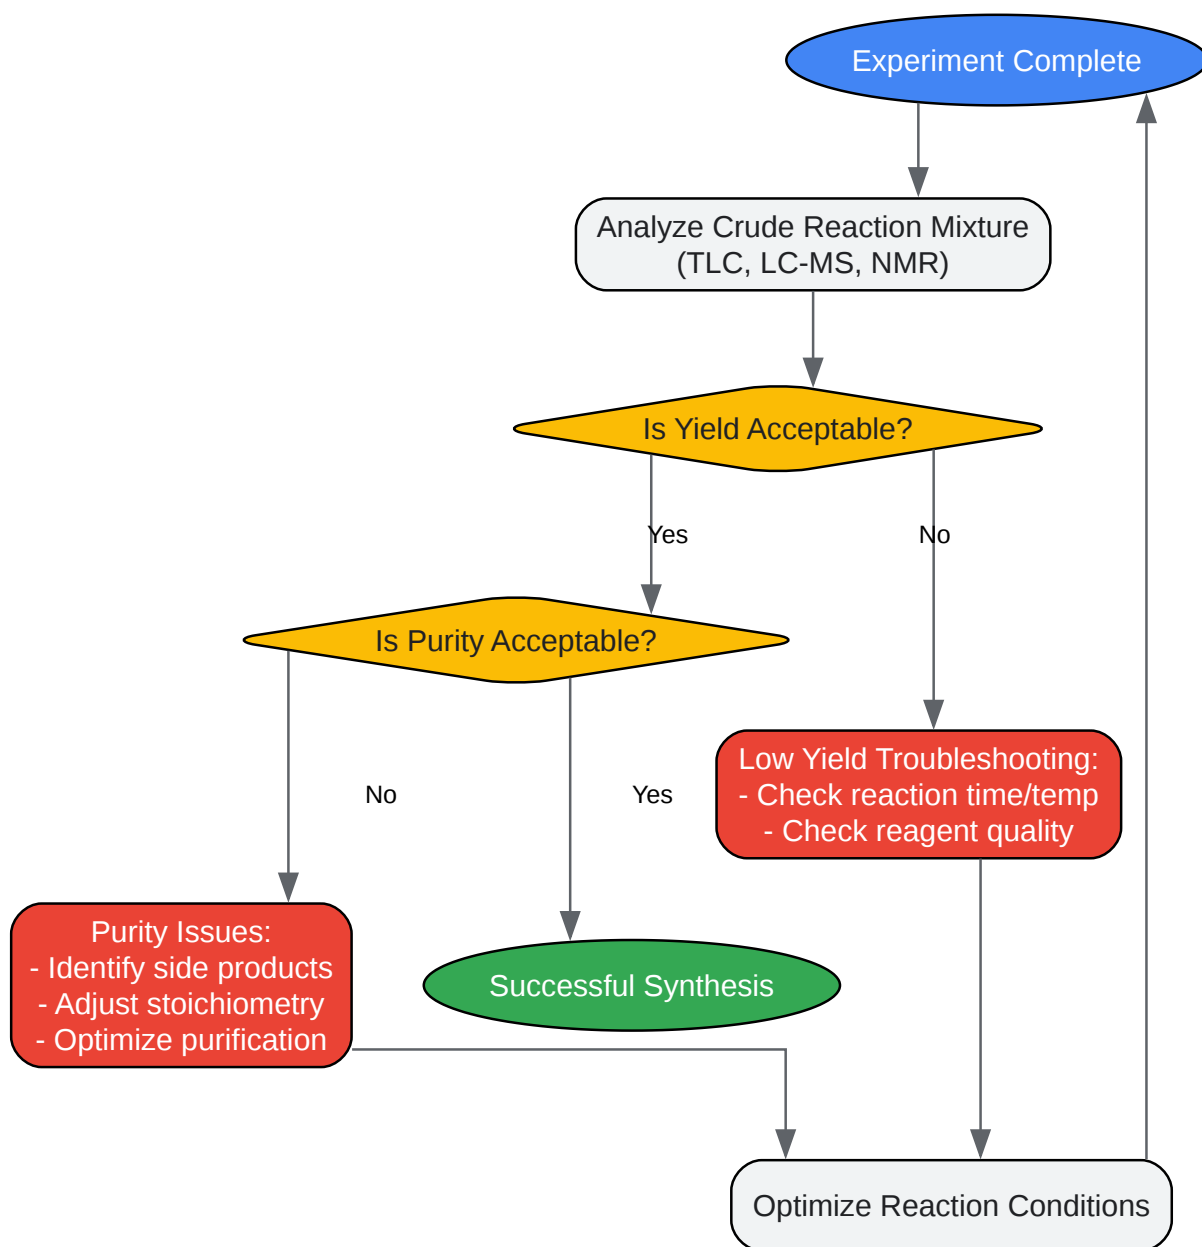 Experiment Complete
Analyze Crude Reaction Mixture
(TLC, LC-MS, NMR)
Is Yield Acceptable?
Yes
No
Is Purity Acceptable?
Low Yield Troubleshooting:
- Check reaction time/temp
- Check reagent quality
No
Yes
Purity Issues:
- Identify side products
- Adjust stoichiometry
- Optimize purification
Successful Synthesis
Optimize Reaction Conditions